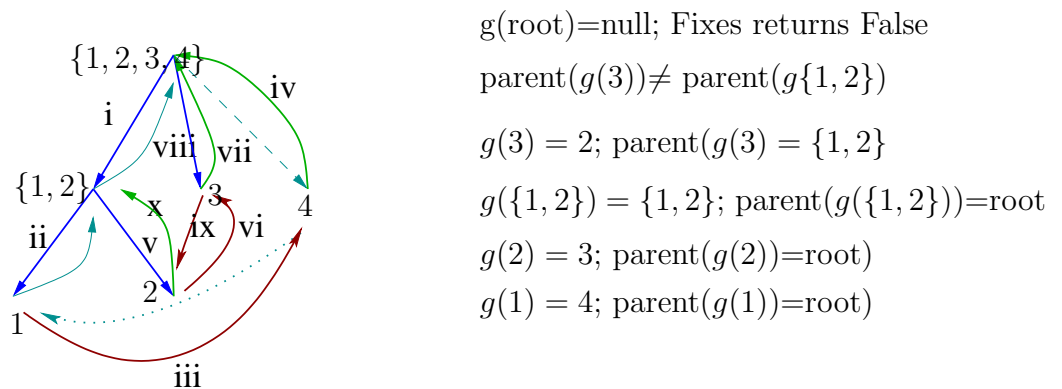 {1, 2, 3, 4}
i
iv
viii
vii
{1, 2}
3
4
x
ii
v
ix
vi
2
1
iii
g(root)=null; Fixes returns False
parent(g(3))≠ parent(g{1, 2})
g(3) = 2; parent(g(3) = {1, 2}
g({1, 2}) = {1, 2}; parent(g({1, 2}))=root
g(2) = 3; parent(g(2))=root)
g(1) = 4; parent(g(1))=root)